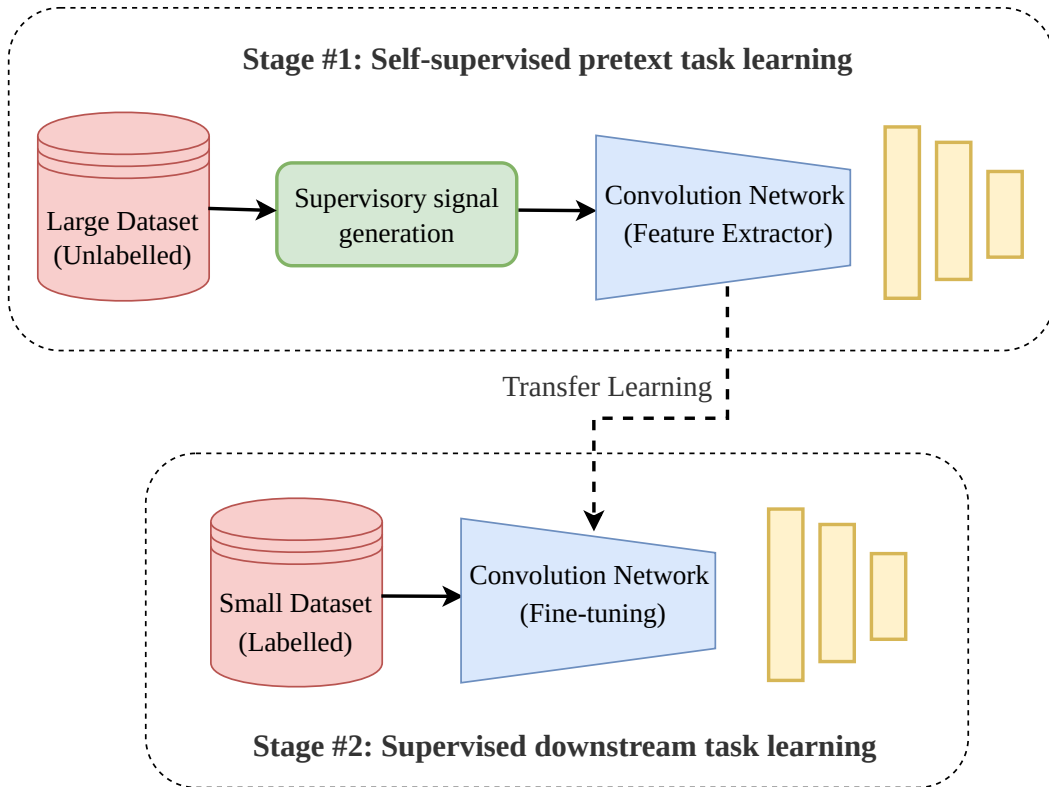 Stage #1: Self-supervised pretext task learning
Large Dataset
(Unlabelled)
Supervisory signal
generation
Convolution Network
(Feature Extractor)
Transfer Learning
Small Dataset
(Labelled)
Convolution Network
(Fine-tuning)
Stage #2: Supervised downstream task learning